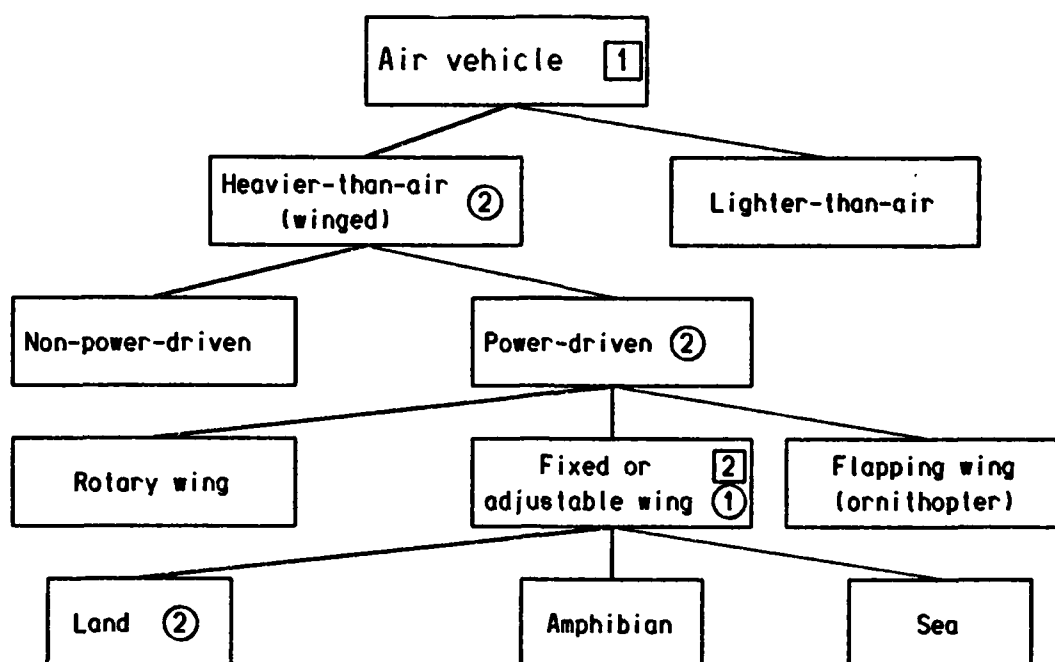 Air vehicle 1
Heavier-than-air 2
(winged)
Lighter-than-air
Non-power-driven
Power-driven 2
Rotary wing
Fixed or 2
adjustable wing 1
Flapping wing
(ornithopter)
Land 2
Amphibian
Sea